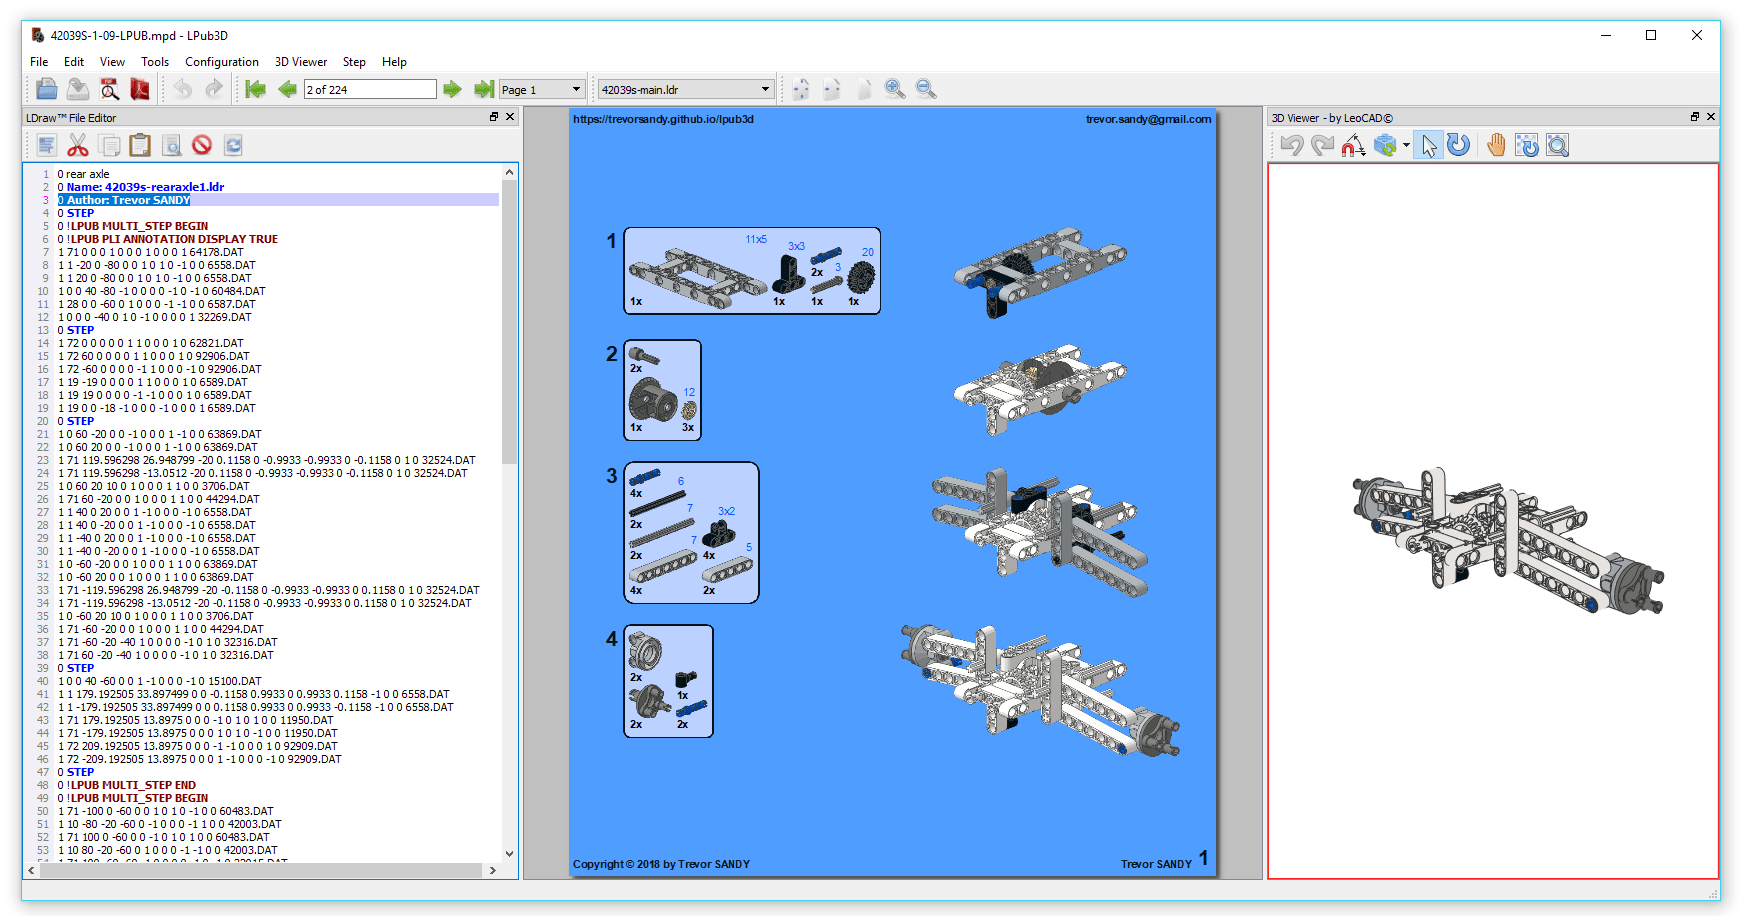 42039S-1-09-LPUB.mpd - LPub3D
File Edit View Tools Configuration 3D Viewer Step Help
2 of 224
Page 1
42039s-main.ldr
LDraw™ File Editor
1 0 rear axle
2 0 Name: 42039s-rearaxle1.ldr
3 0 Author: Trevor SANDY
4 0 STEP
5 0 !LPUB MULTI_STEP BEGIN
6 0 !LPUB PLI ANNOTATION DISPLAY TRUE
7 1 71 0 0 0 1 0 0 0 1 0 0 0 1 64178.DAT
8 1 1 -20 0 -80 0 0 1 0 1 0 -1 0 0 6558.DAT
9 1 1 20 0 -80 0 0 1 0 1 0 -1 0 0 6558.DAT
10 1 0 0 40 -80 -1 0 0 0 0 -1 0 -1 0 60484.DAT
11 1 28 0 0 -60 0 1 0 0 0 -1 -1 0 0 6587.DAT
12 1 0 0 0 -40 0 1 0 -1 0 0 0 0 1 32269.DAT
13 0 STEP
14 1 72 0 0 0 0 0 1 1 0 0 0 1 0 62821.DAT
15 1 72 60 0 0 0 0 1 1 0 0 0 1 0 92906.DAT
16 1 72 -60 0 0 0 0 -1 1 0 0 0 -1 0 92906.DAT
17 1 19 -19 0 0 0 0 1 1 0 0 0 1 0 6589.DAT
18 1 19 19 0 0 0 0 -1 -1 0 0 0 1 0 6589.DAT
19 1 19 0 0 -18 -1 0 0 0 -1 0 0 0 1 6589.DAT
20 0 STEP
21 1 0 60 -20 0 0 -1 0 0 0 1 -1 0 0 63869.DAT
22 1 0 60 20 0 0 -1 0 0 0 1 -1 0 0 63869.DAT
23 1 71 119.596298 26.948799 -20 0.1158 0 -0.9933 -0.9933 0 -0.1158 0 1 0 32524.DAT
24 1 71 119.596298 -13.0512 -20 0.1158 0 -0.9933 -0.9933 0 -0.1158 0 1 0 32524.DAT
25 1 0 60 20 10 0 1 0 0 0 1 1 0 0 3706.DAT
26 1 71 60 -20 0 0 1 0 0 0 1 1 0 0 44294.DAT
27 1 1 40 0 20 0 0 1 -1 0 0 0 -1 0 6558.DAT
28 1 1 40 0 -20 0 0 1 -1 0 0 0 -1 0 6558.DAT
29 1 1 -40 0 20 0 0 1 -1 0 0 0 -1 0 6558.DAT
30 1 1 -40 0 -20 0 0 1 -1 0 0 0 -1 0 6558.DAT
31 1 0 -60 -20 0 0 1 0 0 0 1 1 0 0 63869.DAT
32 1 0 -60 20 0 0 1 0 0 0 1 1 0 0 63869.DAT
33 1 71 -119.596298 26.948799 -20 -0.1158 0 -0.9933 -0.9933 0 0.1158 0 1 0 32524.DAT
34 1 71 -119.596298 -13.0512 -20 -0.1158 0 -0.9933 -0.9933 0 0.1158 0 1 0 32524.DAT
35 1 0 -60 20 10 0 1 0 0 0 1 1 0 0 3706.DAT
36 1 71 -60 -20 0 0 1 0 0 0 1 1 0 0 44294.DAT
37 1 71 -60 -20 -40 1 0 0 0 0 -1 0 1 0 32316.DAT
38 1 71 60 -20 -40 1 0 0 0 0 -1 0 1 0 32316.DAT
39 0 STEP
40 1 0 0 40 -60 0 0 1 -1 0 0 0 -1 0 15100.DAT
41 1 1 179.192505 33.897499 0 0 -0.1158 0.9933 0 0.9933 0.1158 -1 0 0 6558.DAT
42 1 1 -179.192505 33.897499 0 0 0.1158 0.9933 0 0.9933 -0.1158 -1 0 0 6558.DAT
43 1 71 179.192505 13.8975 0 0 0 -1 0 1 0 1 0 0 11950.DAT
44 1 71 -179.192505 13.8975 0 0 0 1 0 1 0 -1 0 0 11950.DAT
45 1 72 209.192505 13.8975 0 0 0 -1 -1 0 0 0 1 0 92909.DAT
46 1 72 -209.192505 13.8975 0 0 0 1 -1 0 0 0 -1 0 92909.DAT
47 0 STEP
48 0 !LPUB MULTI_STEP END
49 0 !LPUB MULTI_STEP BEGIN
50 1 71 -100 0 -60 0 0 1 0 1 0 -1 0 0 60483.DAT
51 1 10 -80 -20 -60 0 -1 0 0 0 -1 1 0 0 42003.DAT
52 1 71 100 0 -60 0 0 -1 0 1 0 1 0 0 60483.DAT
53 1 10 80 -20 -60 0 1 0 0 0 -1 -1 0 0 42003.DAT
https://trevorsandy.github.io/lpub3d
trevor.sandy@gmail.com
1
11x5
3x3
20
2x
3
1x
1x
1x
1x
2
2x
12
1x
3x
3
4x
6
2x
7
3x2
2x
7
4x
5
4x
2x
4
2x
1x
2x
2x
Copyright © 2018 by Trevor SANDY
Trevor SANDY 1
3D Viewer - by LeoCAD©